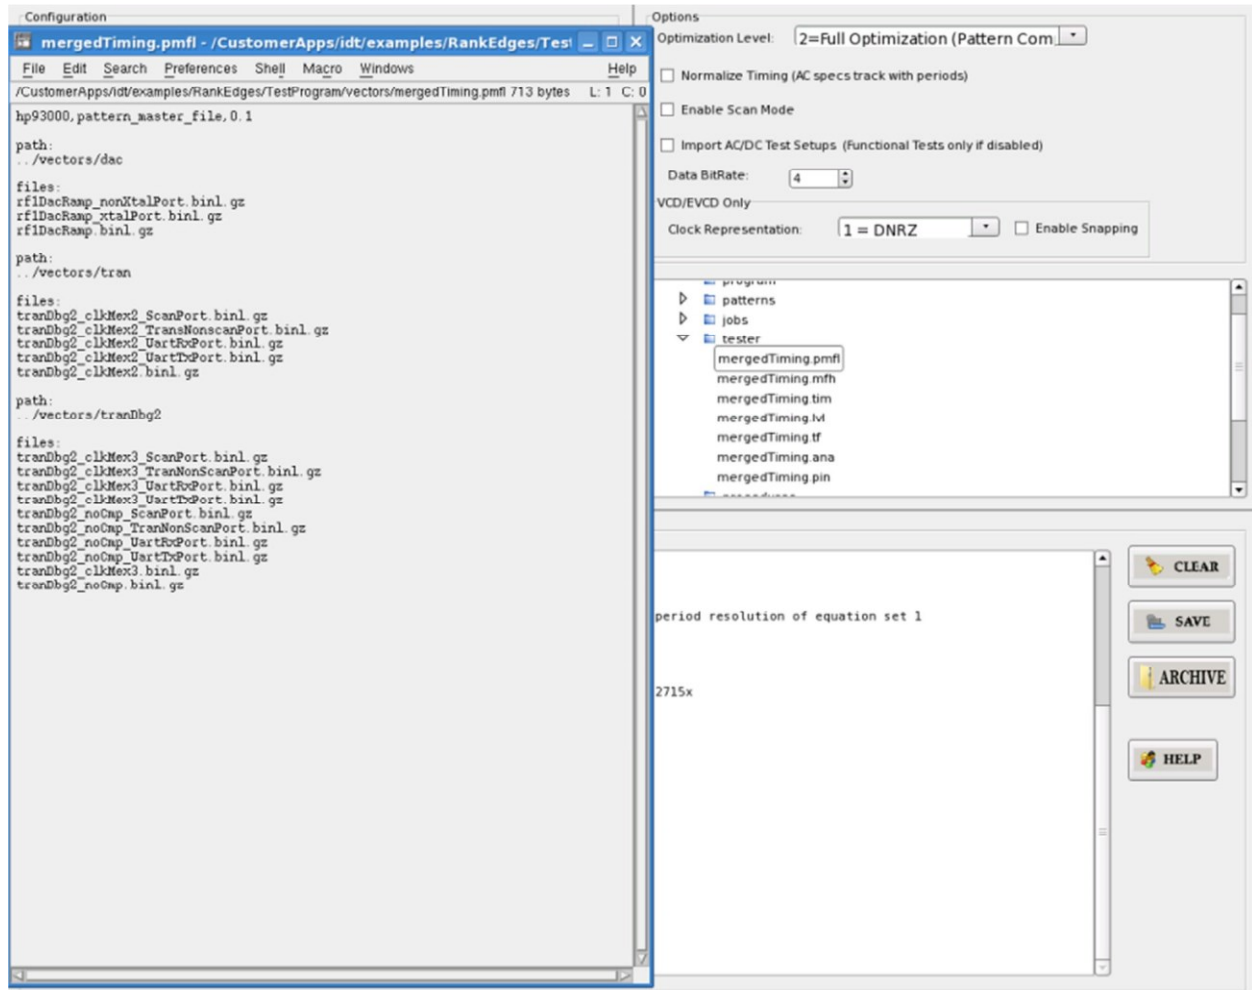 Configuration
mergedTiming.pmfl - /CustomerApps/idt/examples/RankEdges/Test
File Edit Search Preferences Shell Macro Windows Help
/CustomerApps/idt/examples/RankEdges/TestProgram/vectors/mergedTiming.pmfl 713 bytes L: 1 C: 0
hp93000,pattern_master_file,0.1
path:
../vectors/dac
files:
rf1DacRamp_nonXtalPort.binl.gz
rf1DacRamp_xtalPort.binl.gz
rf1DacRamp.binl.gz
path:
../vectors/tran
files:
tranDbg2_clkMex2_ScanPort.binl.gz
tranDbg2_clkMex2_TransNonscanPort.binl.gz
tranDbg2_clkMex2_UartRxPort.binl.gz
tranDbg2_clkMex2_UartTxPort.binl.gz
tranDbg2_clkMex2.binl.gz
path:
../vectors/tranDbg2
files:
tranDbg2_clkMex3_ScanPort.binl.gz
tranDbg2_clkMex3_TranNonScanPort.binl.gz
tranDbg2_clkMex3_UartRxPort.binl.gz
tranDbg2_clkMex3_UartTxPort.binl.gz
tranDbg2_noCmp_ScanPort.binl.gz
tranDbg2_noCmp_TranNonScanPort.binl.gz
tranDbg2_noCmp_UartRxPort.binl.gz
tranDbg2_noCmp_UartTxPort.binl.gz
tranDbg2_clkMex3.binl.gz
tranDbg2_noCmp.binl.gz
Options
Optimization Level: 2=Full Optimization (Pattern Com
Normalize Timing (AC specs track with periods)
Enable Scan Mode
Import AC/DC Test Setups (Functional Tests only if disabled)
Data BitRate: 4
VCD/EVCD Only
Clock Representation: 1 = DNRZ Enable Snapping
program
patterns
jobs
tester
mergedTiming.pmfl
mergedTiming.mfh
mergedTiming.tim
mergedTiming.lvl
mergedTiming.tf
mergedTiming.ana
mergedTiming.pin
period resolution of equation set 1
2715x
CLEAR
SAVE
ARCHIVE
HELP